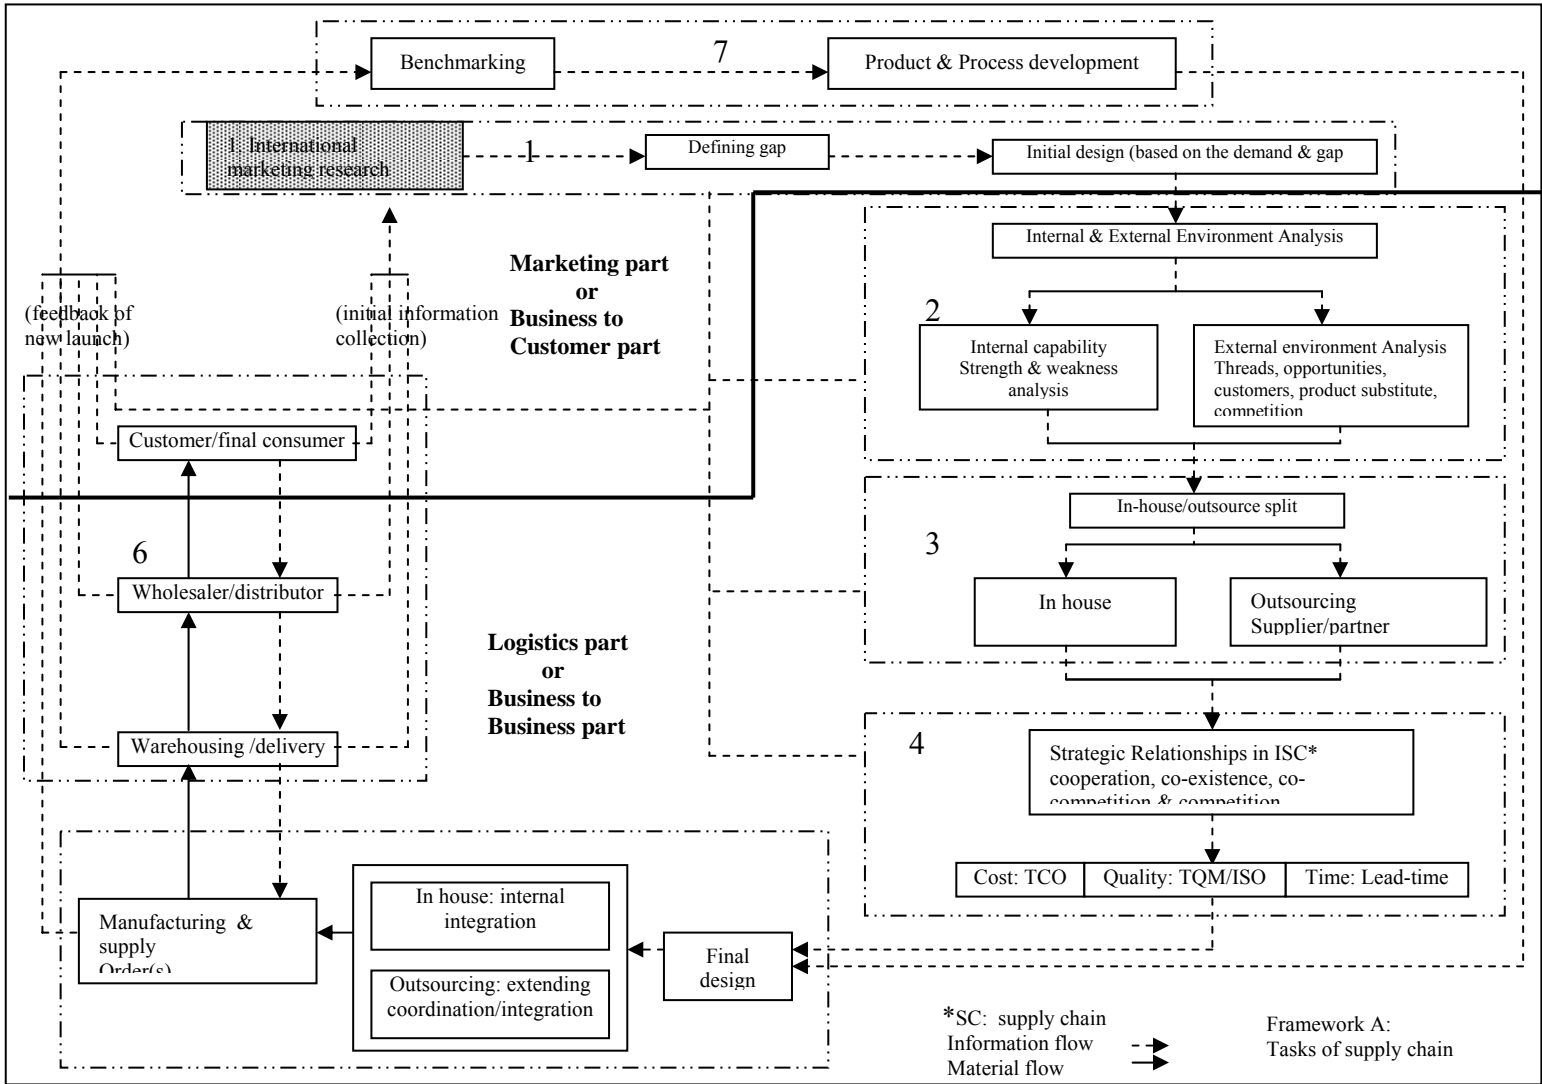 Benchmarking
7
Product & Process development
1. International
marketing research
1
Defining gap
Initial design (based on the demand & gap
Internal & External Environment Analysis
2
Internal capability
Strength & weakness
analysis
External environment Analysis
Threads, opportunities,
customers, product substitute,
competition
Marketing part
or
Business to
Customer part
(feedback of
new launch)
(initial information
collection)
Customer/final consumer
6
Wholesaler/distributor
Warehousing /delivery
Logistics part
or
Business to
Business part
In-house/outsource split
3
In house
Outsourcing
Supplier/partner
4
Strategic Relationships in ISC*
cooperation, co-existence, co-
competition & competition
Cost: TCO
Quality: TQM/ISO
Time: Lead-time
Manufacturing &
supply
Order(s)
In house: internal
integration
Outsourcing: extending
coordination/integration
Final
design
*SC: supply chain
Information flow
Material flow
Framework A:
Tasks of supply chain